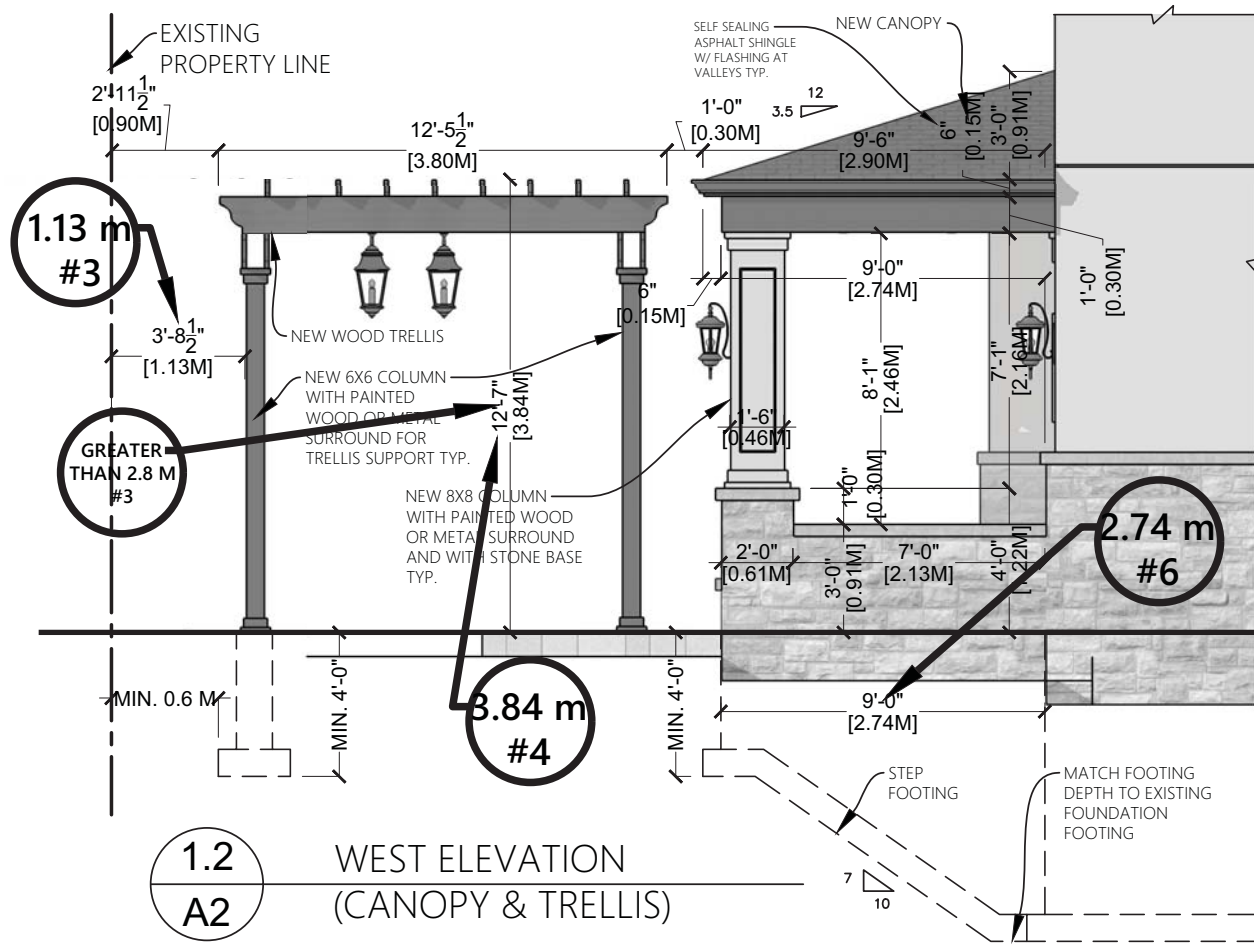 EXISTING
PROPERTY LINE
SELF SEALING
ASPHALT SHINGLE
W/ FLASHING AT
VALLEYS TYP.
NEW CANOPY
2'-11 1/2"
[0.90M]
12'-5 1/2"
[3.80M]
1'-0"
[0.30M]
12
3.5
9'-6"
[2.90M]
6"
[0.15M]
3'-0"
[0.91M]
1.13 m
#3
3'-8 1/2"
[1.13M]
NEW WOOD TRELLIS
6"
[0.15M]
9'-0"
[2.74M]
1'-0"
[0.30M]
NEW 6X6 COLUMN
WITH PAINTED
WOOD OR METAL
SURROUND FOR
TRELLIS SUPPORT TYP.
12'-7"
[3.84M]
8'-1"
[2.46M]
7'-1"
[2.16M]
1'-6"
[0.46M]
GREATER
THAN 2.8 M
#3
NEW 8X8 COLUMN
WITH PAINTED WOOD
OR METAL SURROUND
AND WITH STONE BASE
TYP.
1'-0"
[0.30M]
2'-0"
[0.61M]
3'-0"
[0.91M]
7'-0"
[2.13M]
4'-0"
[1.22M]
2.74 m
#6
MIN. 0.6 M
MIN. 4'-0"
3.84 m
#4
MIN. 4'-0"
9'-0"
[2.74M]
STEP
FOOTING
MATCH FOOTING
DEPTH TO EXISTING
FOUNDATION
FOOTING
7
10
1.2
A2
WEST ELEVATION
(CANOPY & TRELLIS)